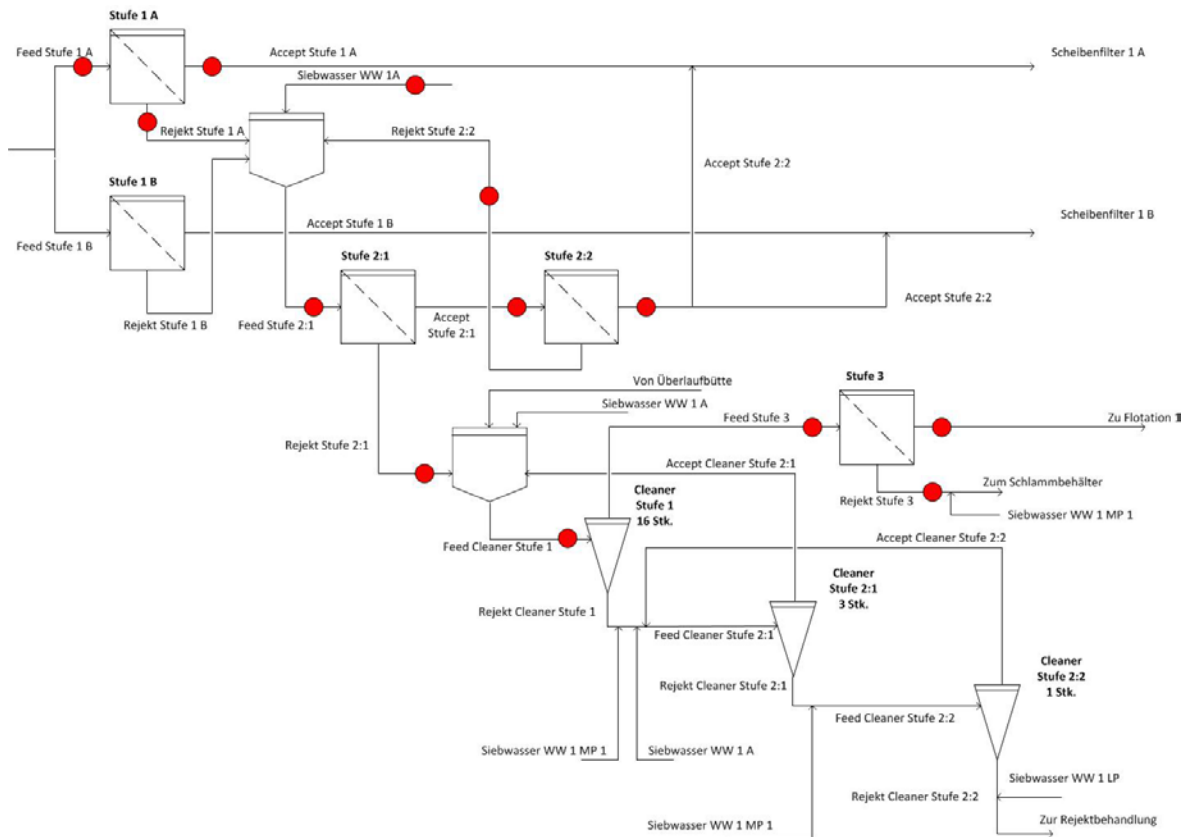 Stufe 1 A
Feed Stufe 1 A
Accept Stufe 1 A
Scheibenfilter 1 A
Siebwasser WW 1A
Rejekt Stufe 1 A
Rejekt Stufe 2:2
Accept Stufe 2:2
Stufe 1 B
Accept Stufe 1 B
Scheibenfilter 1 B
Feed Stufe 1 B
Stufe 2:1
Stufe 2:2
Rejekt Stufe 1 B
Feed Stufe 2:1
Accept
Stufe 2:1
Accept Stufe 2:2
Von Überlaufbütte
Stufe 3
Siebwasser WW 1 A
Feed Stufe 3
Zu Flotation 1
Rejekt Stufe 2:1
Accept Cleaner Stufe 2:1
Zum Schlammbehälter
Rejekt Stufe 3
Siebwasser WW 1 MP 1
Cleaner
Stufe 1
16 Stk.
Feed Cleaner Stufe 1
Accept Cleaner Stufe 2:2
Cleaner
Stufe 2:1
3 Stk.
Rejekt Cleaner Stufe 1
Feed Cleaner Stufe 2:1
Rejekt Cleaner Stufe 2:1
Cleaner
Stufe 2:2
1 Stk.
Feed Cleaner Stufe 2:2
Siebwasser WW 1 MP 1
Siebwasser WW 1 A
Siebwasser WW 1 LP
Rejekt Cleaner Stufe 2:2
Siebwasser WW 1 MP 1
Zur Rejektbehandlung